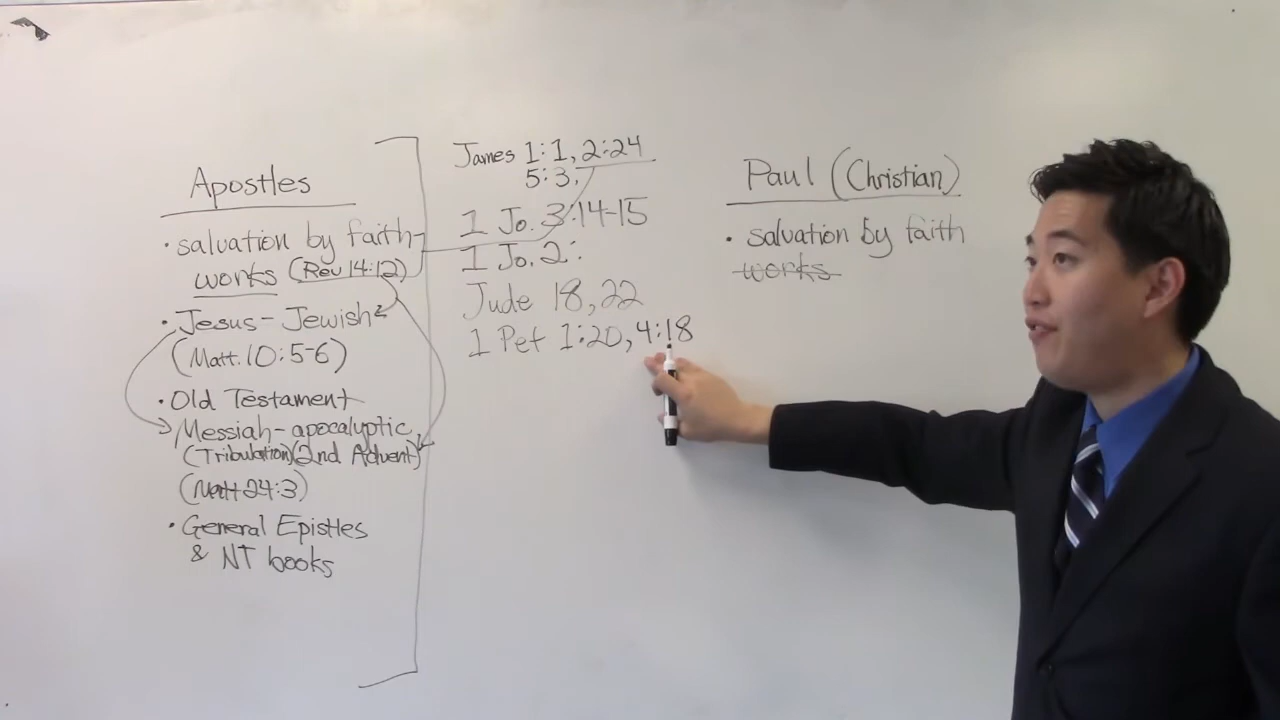 Apostles
· salvation by faith
works (Rev 14:12)
· Jesus - Jewish
(Matt. 10:5-6)
· Old Testament
Messiah - apocalyptic
(Tribulation)(2nd Advent)
(Matt 24:3)
· General Epistles
& NT books
James 1:1, 2:24
5:3,
1 Jo. 3:14-15
1 Jo. 2:
Jude 18, 22
1 Pet 1:20, 4:18
Paul (Christian)
· salvation by faith
works